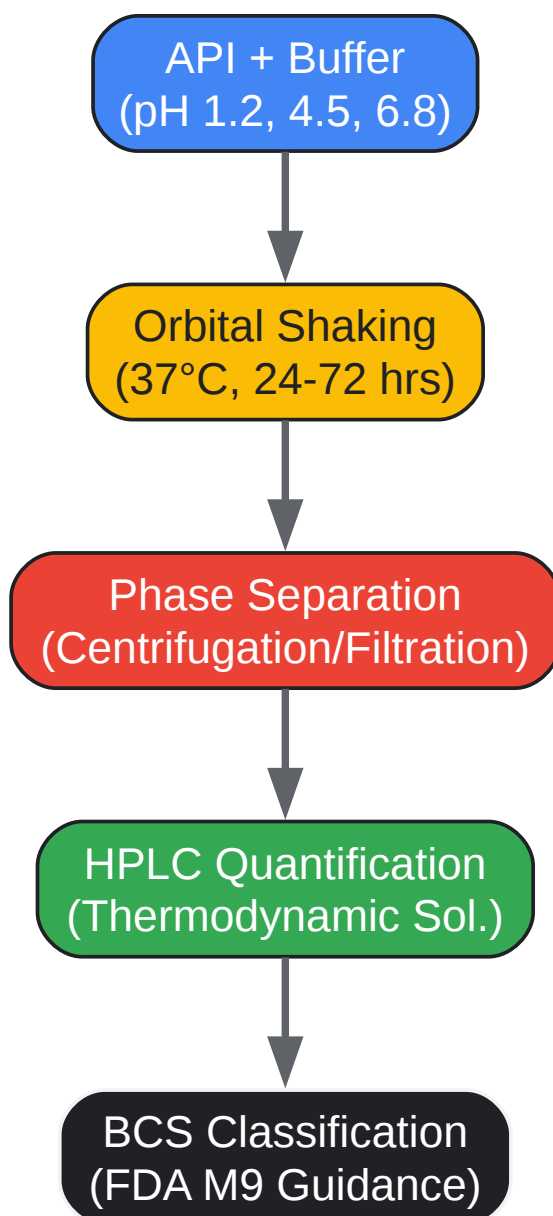 API + Buffer
(pH 1.2, 4.5, 6.8)
Orbital Shaking
(37°C, 24-72 hrs)
Phase Separation
(Centrifugation/Filtration)
HPLC Quantification
(Thermodynamic Sol.)
BCS Classification
(FDA M9 Guidance)